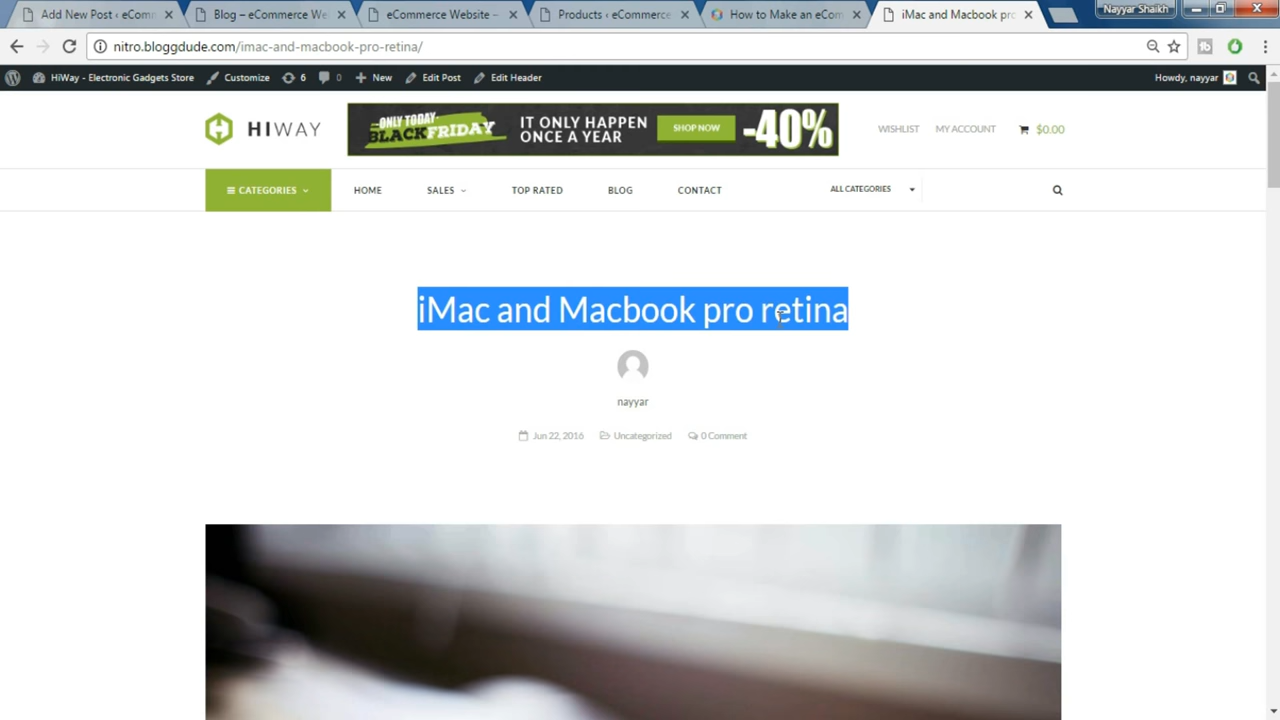 Add New Post ‹ eComm
Blog – eCommerce We
eCommerce Website –
Products ‹ eCommerce
How to Make an eCom
iMac and Macbook pro
Nayyar Shaikh
nitro.bloggdude.com/imac-and-macbook-pro-retina/
HiWay - Electronic Gadgets Store
Customize
6
0
New
Edit Post
Edit Header
Howdy, nayyar
HIWAY
ONLY TODAY
BLACK FRIDAY
IT ONLY HAPPEN
ONCE A YEAR
SHOP NOW
-40%
WISHLIST
MY ACCOUNT
$0.00
CATEGORIES
HOME
SALES
TOP RATED
BLOG
CONTACT
ALL CATEGORIES
iMac and Macbook pro retina
nayyar
Jun 22, 2016
Uncategorized
0 Comment